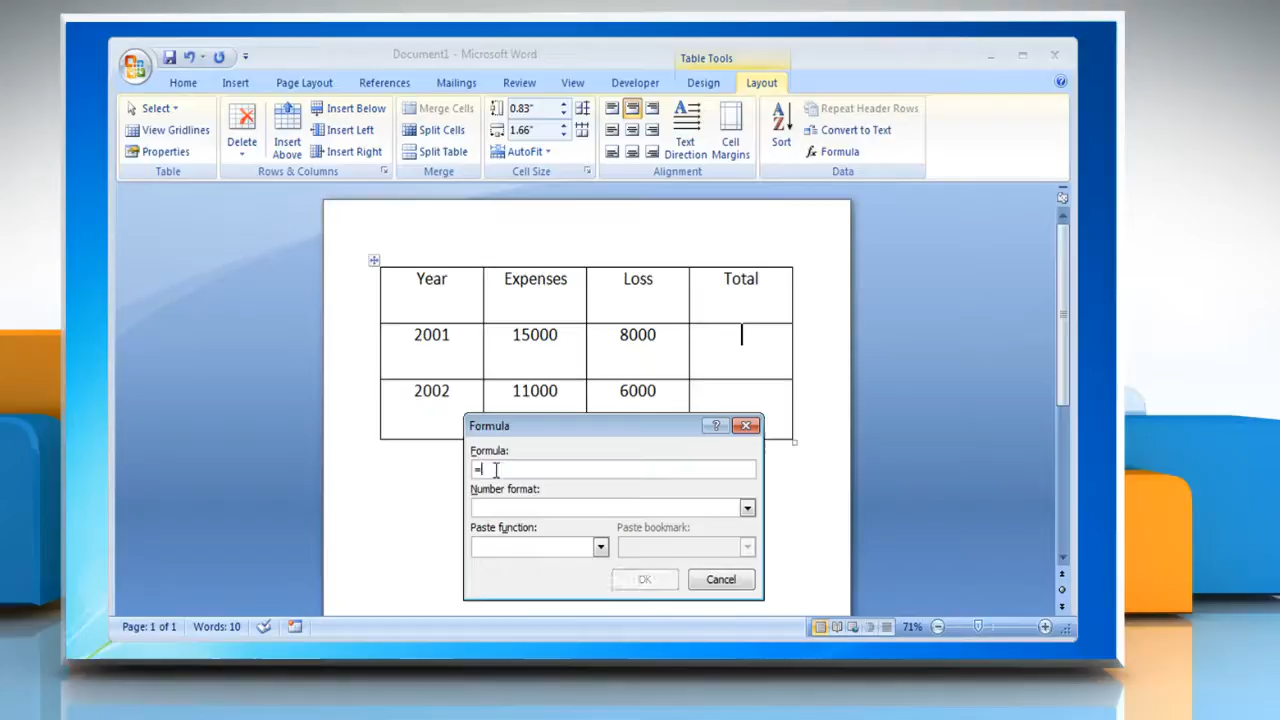 Document1 - Microsoft Word
Table Tools
Home Insert Page Layout References Mailings Review View Developer Design Layout
Select Insert Below Merge Cells 0.83" Repeat Header Rows
View Gridlines Delete Insert Above Insert Left Split Cells 1.66" Text Direction Cell Margins Sort Convert to Text
Properties Insert Right Split Table AutoFit Formula
Table Rows & Columns Merge Cell Size Alignment Data
Year Expenses Loss Total
2001 15000 8000
2002 11000 6000
Formula
Formula:
=
Number format:
Paste function: Paste bookmark:
OK Cancel
Page: 1 of 1 Words: 10 71%